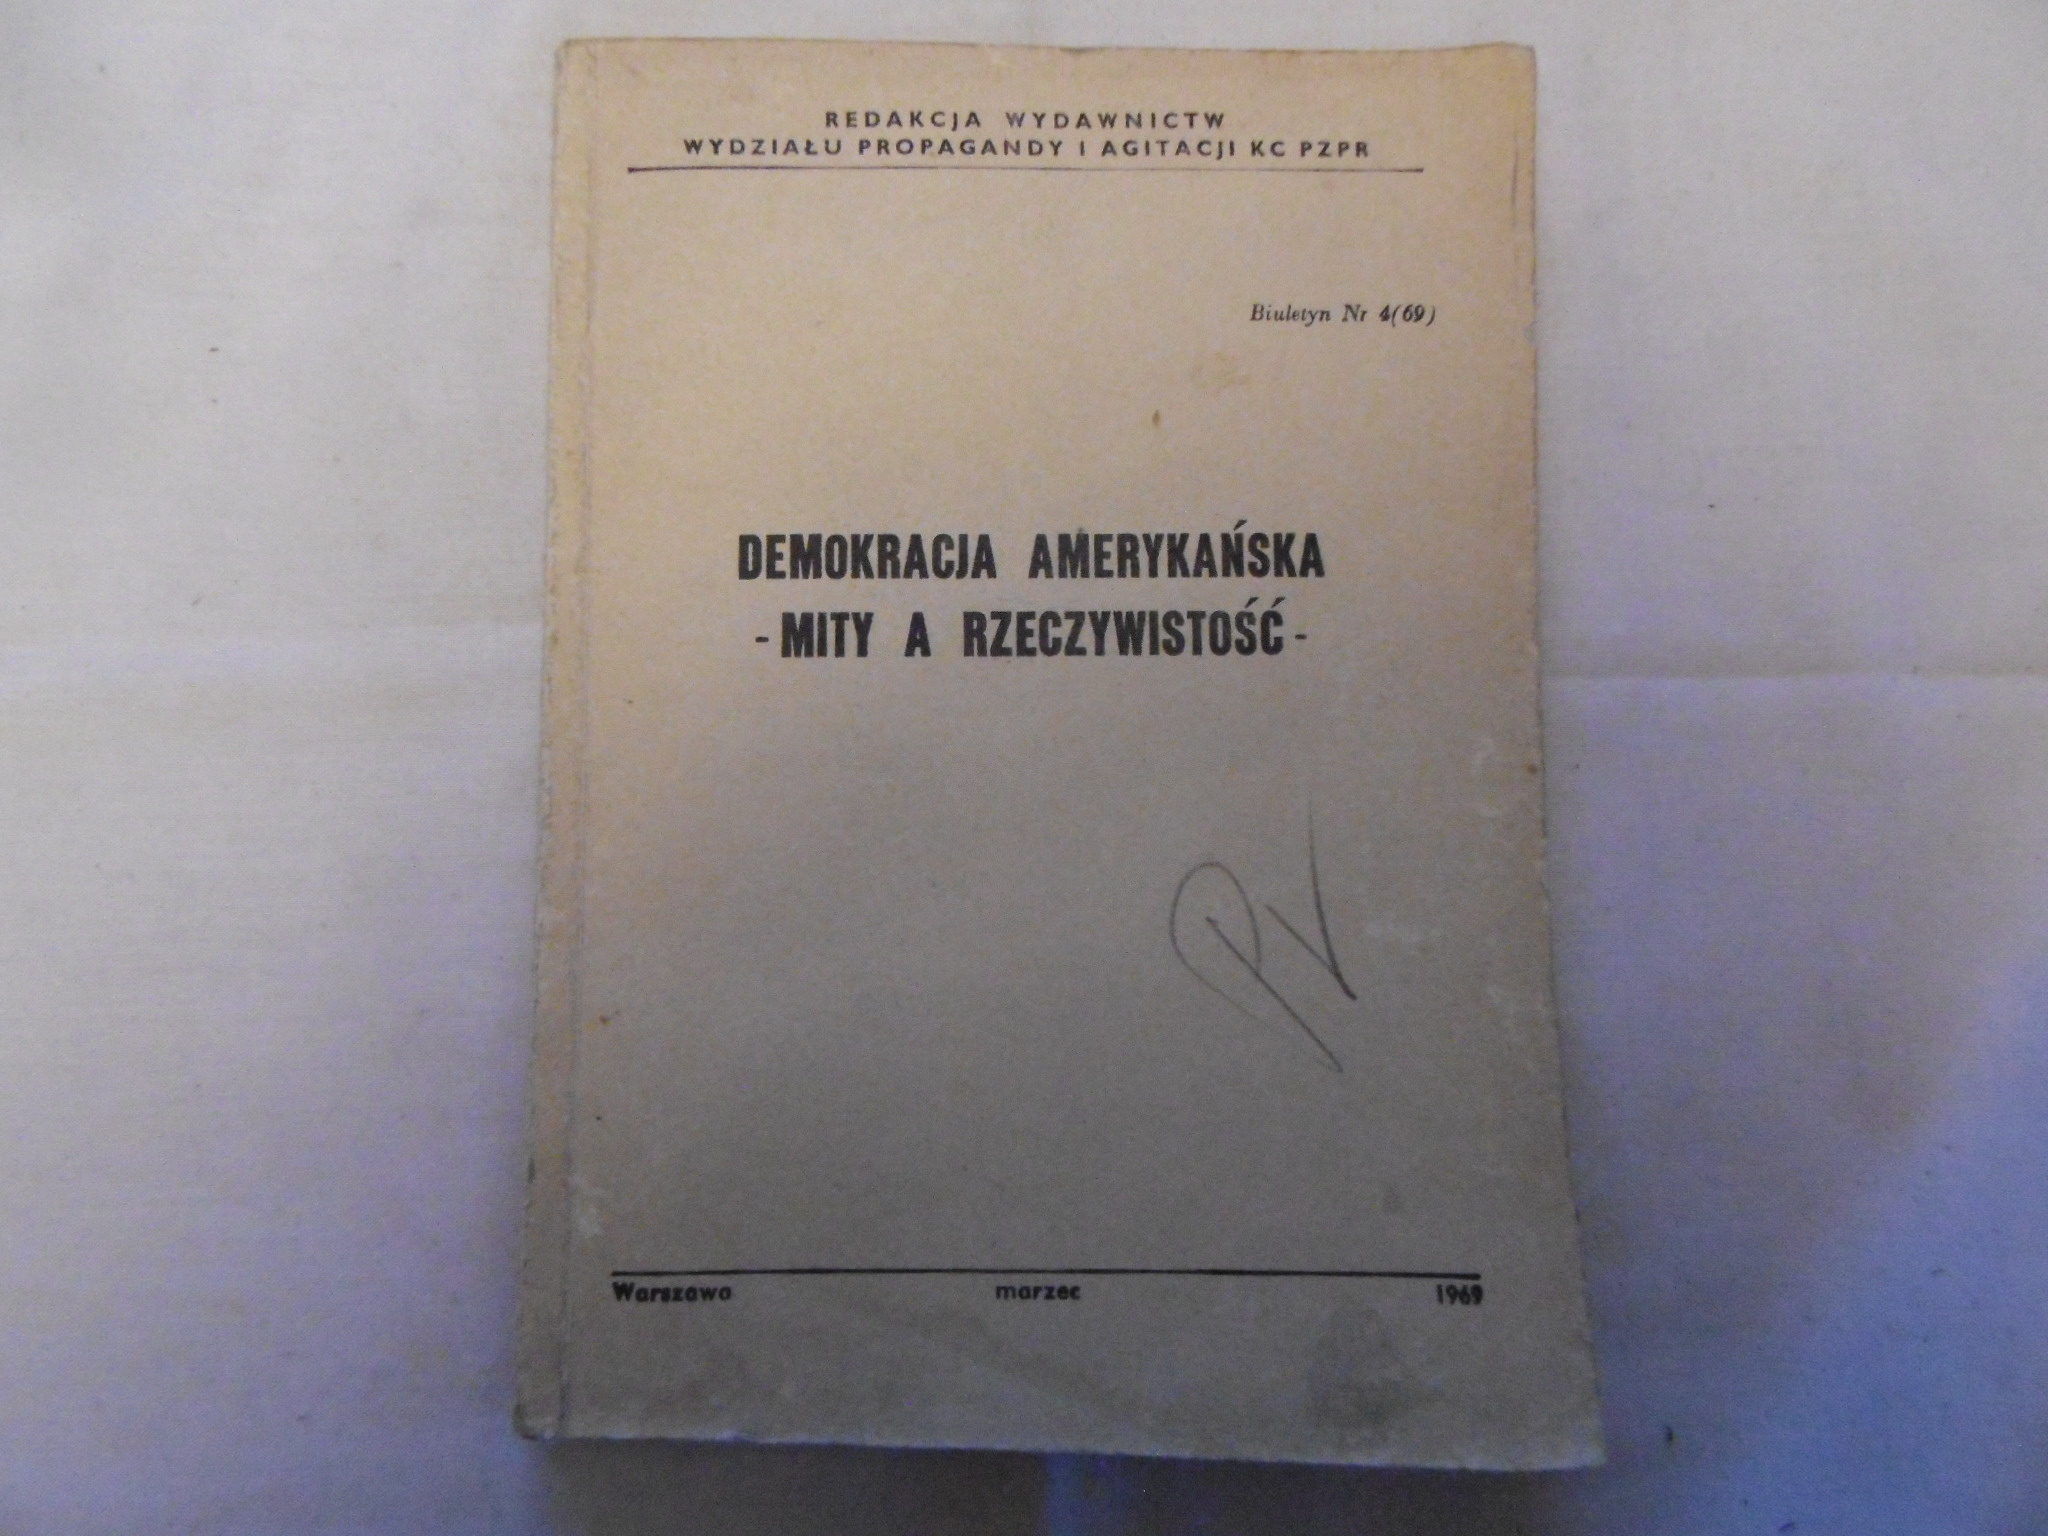 REDAKCJA WYDAWNICTW
WYDZIAŁU PROPAGANDY I AGITACJI KC PZPR
Biuletyn Nr 4(69)
DEMOKRACJA AMERYKAŃSKA
- MITY A RZECZYWISTOŚĆ -
Warszawa marzec 1969